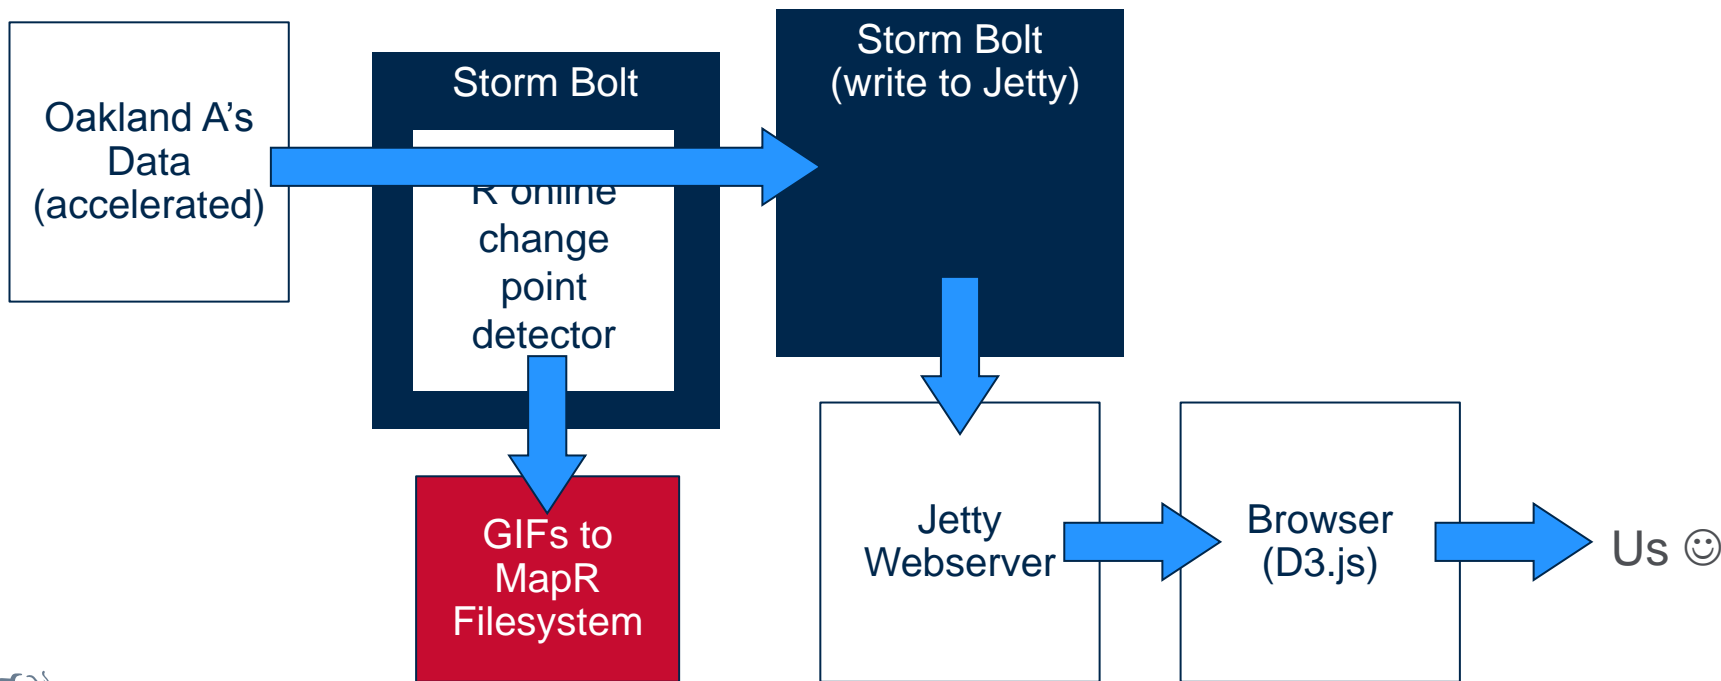 Oakland A's
Data
(accelerated)
Storm Bolt
R online
change
point
detector
Storm Bolt
(write to Jetty)
GIFs to
MapR
Filesystem
Jetty
Webserver
Browser
(D3.js)
Us ☺